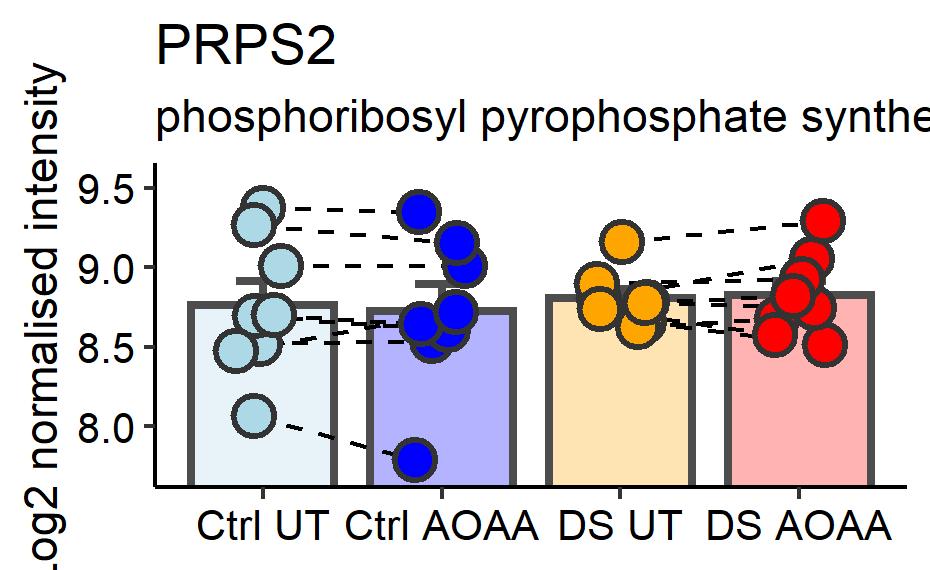 PRPS2
phosphoribosyl pyrophosphate synthe
.og2 normalised intensity
9.5
9.0
8.5
8.0
Ctrl UT Ctrl AOAA DS UT DS AOAA